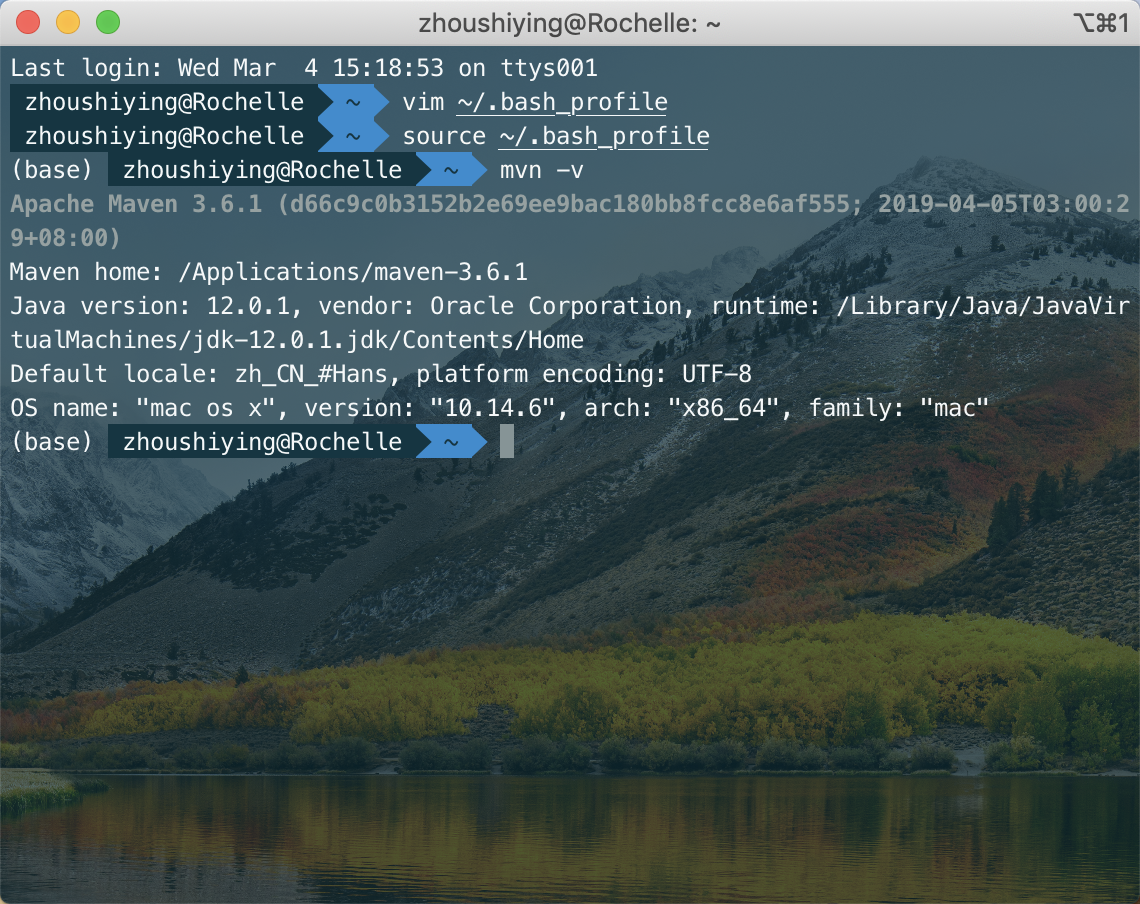 zhoushiying@Rochelle: ~
⌥⌘1
Last login: Wed Mar  4 15:18:53 on ttys001
zhoushiying@Rochelle ~ vim ~/.bash_profile
zhoushiying@Rochelle ~ source ~/.bash_profile
(base) zhoushiying@Rochelle ~ mvn -v
Apache Maven 3.6.1 (d66c9c0b3152b2e69ee9bac180bb8fcc8e6af555; 2019-04-05T03:00:2
9+08:00)
Maven home: /Applications/maven-3.6.1
Java version: 12.0.1, vendor: Oracle Corporation, runtime: /Library/Java/JavaVir
tualMachines/jdk-12.0.1.jdk/Contents/Home
Default locale: zh_CN_#Hans, platform encoding: UTF-8
OS name: "mac os x", version: "10.14.6", arch: "x86_64", family: "mac"
(base) zhoushiying@Rochelle ~